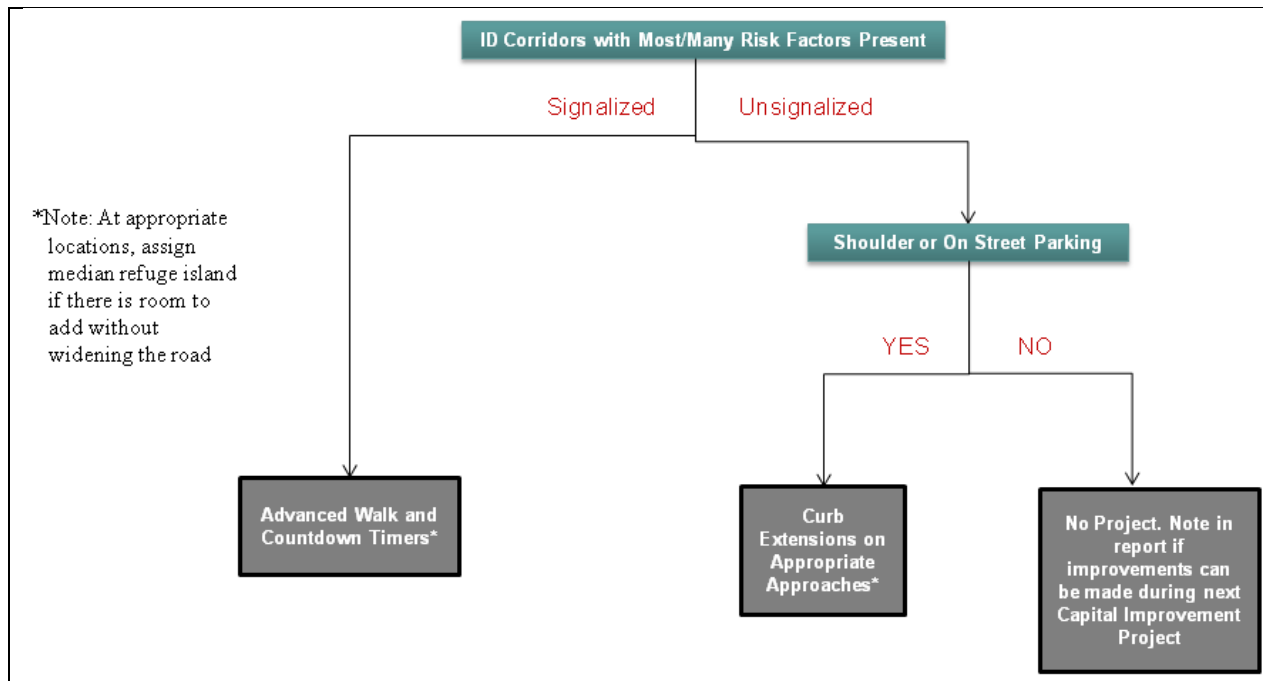 ID Corridors with Most/Many Risk Factors Present
Signalized
Unsignalized
*Note: At appropriate
locations, assign
median refuge island
if there is room to
add without
widening the road
Shoulder or On Street Parking
YES
NO
Advanced Walk and
Countdown Timers*
Curb
Extensions on
Appropriate
Approaches*
No Project. Note in
report if
improvements can
be made during next
Capital Improvement
Project